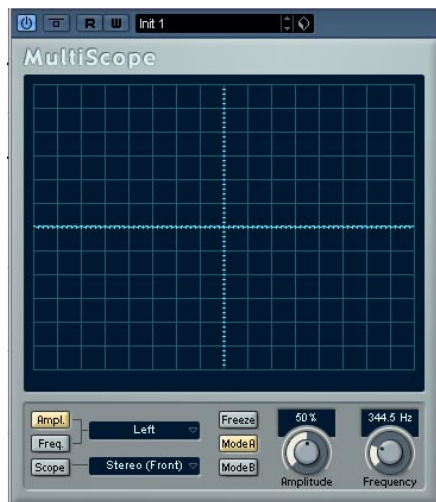 R W Init 1
MultiScope
Ampl. Left Freeze 50 % 344.5 Hz
Freq. Mode A
Scope Stereo (Front) Mode B Amplitude Frequency